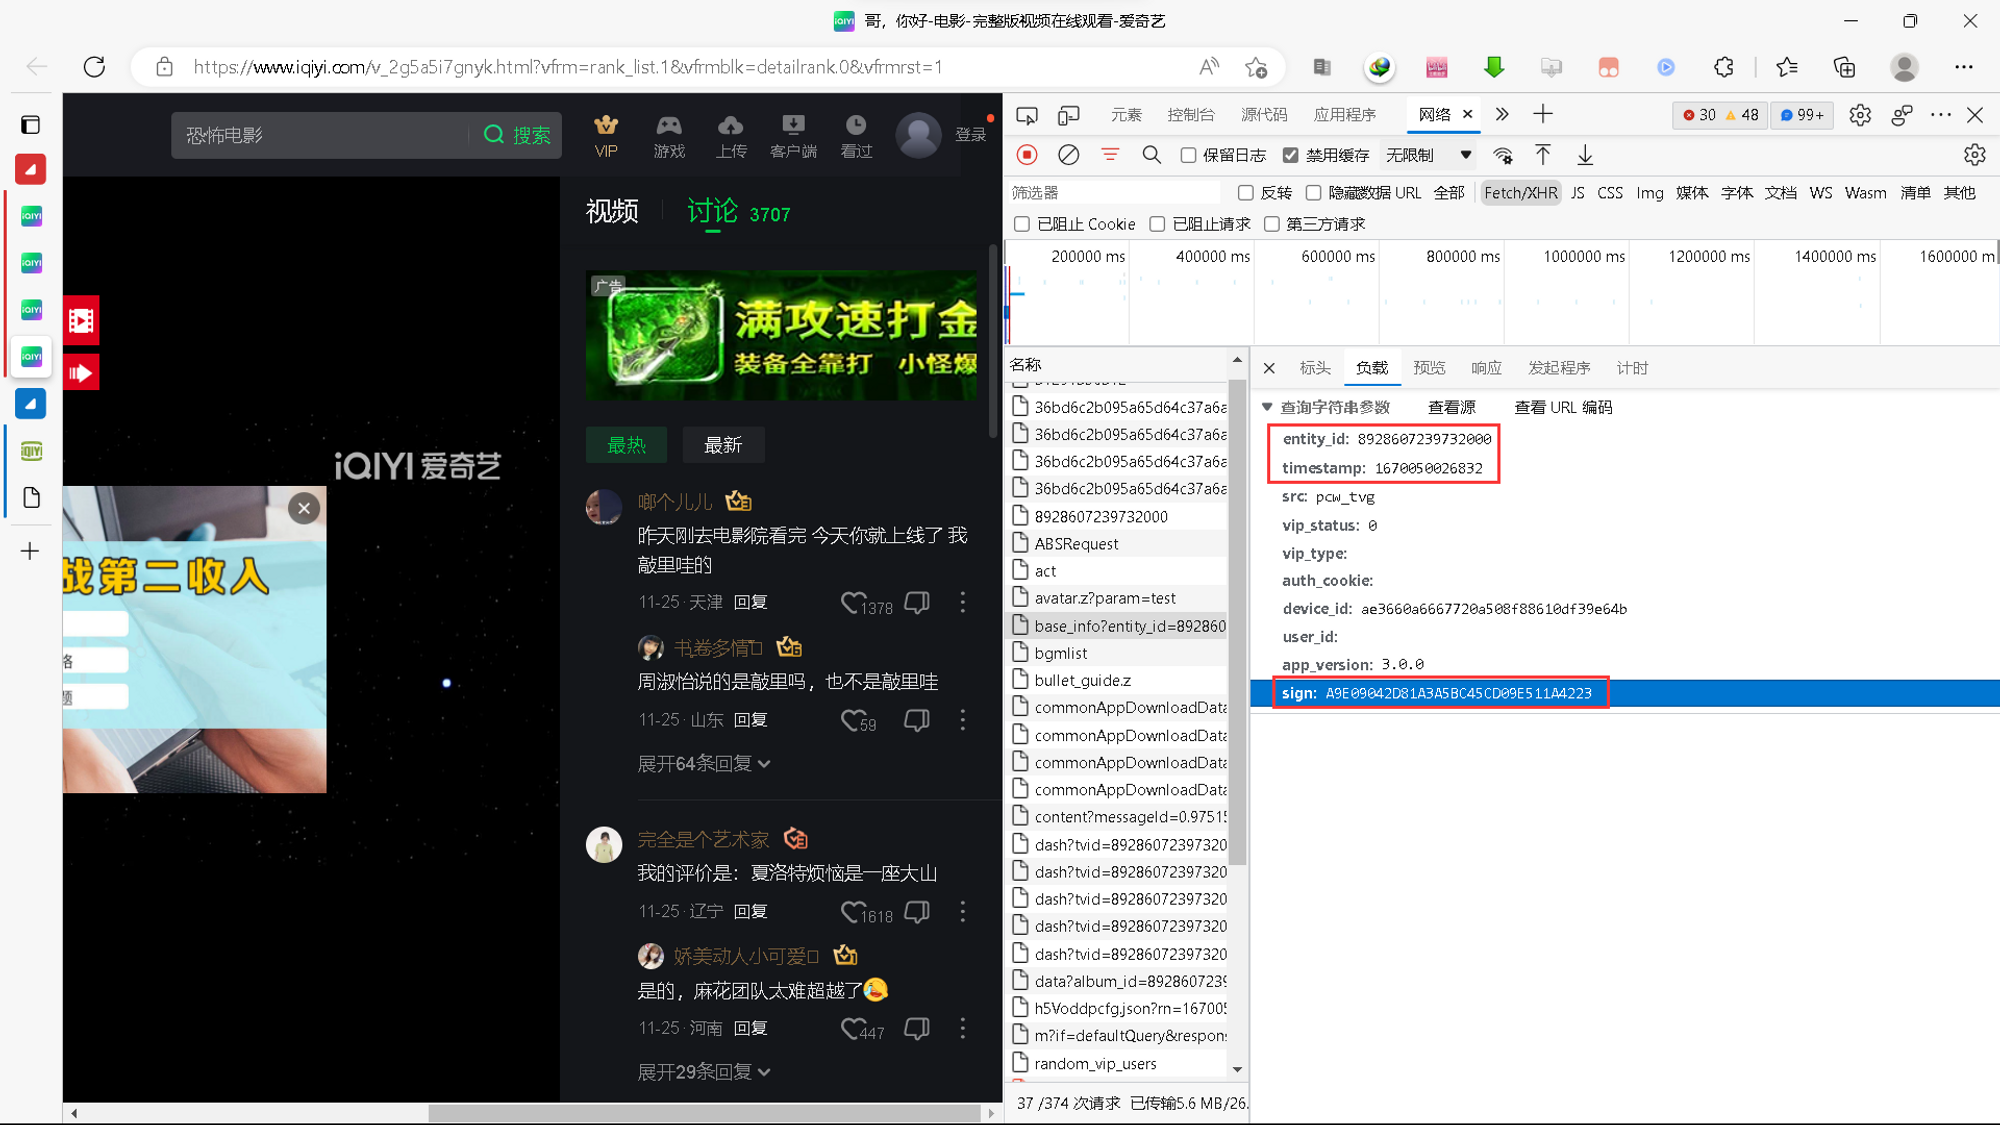 哥，你好-电影-完整版视频在线观看-爱奇艺
https://www.iqiyi.com/v_2g5a5i7gnyk.html?vfrm=rank_list.1&vfrmblk=detailrank.0&vfrmrst=1
恐怖电影
搜索
VIP
游戏
上传
客户端
看过
登录
视频
讨论 3707
广告
满攻速打金
装备全靠打 小怪爆
最热
最新
iQIYI 爱奇艺
战第二收入
格
题
啷个儿儿
昨天刚去电影院看完 今天你就上线了 我
敲里哇的
11-25·天津 回复
1378
书卷多情
周淑怡说的是敲里吗，也不是敲里哇
11-25·山东 回复
59
展开64条回复
完全是个艺术家
我的评价是：夏洛特烦恼是一座大山
11-25·辽宁 回复
1618
娇美动人小可爱
是的，麻花团队太难超越了
11-25·河南 回复
447
展开29条回复
元素
控制台
源代码
应用程序
网络
30
48
99+
保留日志
禁用缓存
无限制
筛选器
反转
隐藏数据 URL
全部
Fetch/XHR
JS
CSS
Img
媒体
字体
文档
WS
Wasm
清单
其他
已阻止 Cookie
已阻止请求
第三方请求
200000 ms
400000 ms
600000 ms
800000 ms
1000000 ms
1200000 ms
1400000 ms
1600000 m
名称
36bd6c2b095a65d64c37a6a
36bd6c2b095a65d64c37a6a
36bd6c2b095a65d64c37a6a
36bd6c2b095a65d64c37a6a
8928607239732000
ABSRequest
act
avatar.z?param=test
base_info?entity_id=892860
bgmlist
bullet_guide.z
commonAppDownloadData
commonAppDownloadData
commonAppDownloadData
commonAppDownloadData
content?messageId=0.97515
dash?tvid=89286072397320
dash?tvid=89286072397320
dash?tvid=89286072397320
dash?tvid=89286072397320
dash?tvid=89286072397320
data?album_id=8928607239
h5Voddpcfg.json?rn=167005
m?if=defaultQuery&respons
random_vip_users
37 /374 次请求 已传输5.6 MB/26.
标头
负载
预览
响应
发起程序
计时
查询字符串参数
查看源
查看 URL 编码
entity_id: 8928607239732000
timestamp: 1670050026832
src: pcw_tvg
vip_status: 0
vip_type:
auth_cookie:
device_id: ae3660a6667720a508f88610df39e64b
user_id:
app_version: 3.0.0
sign: A9E09042D81A3A5BC45CD09E511A4223